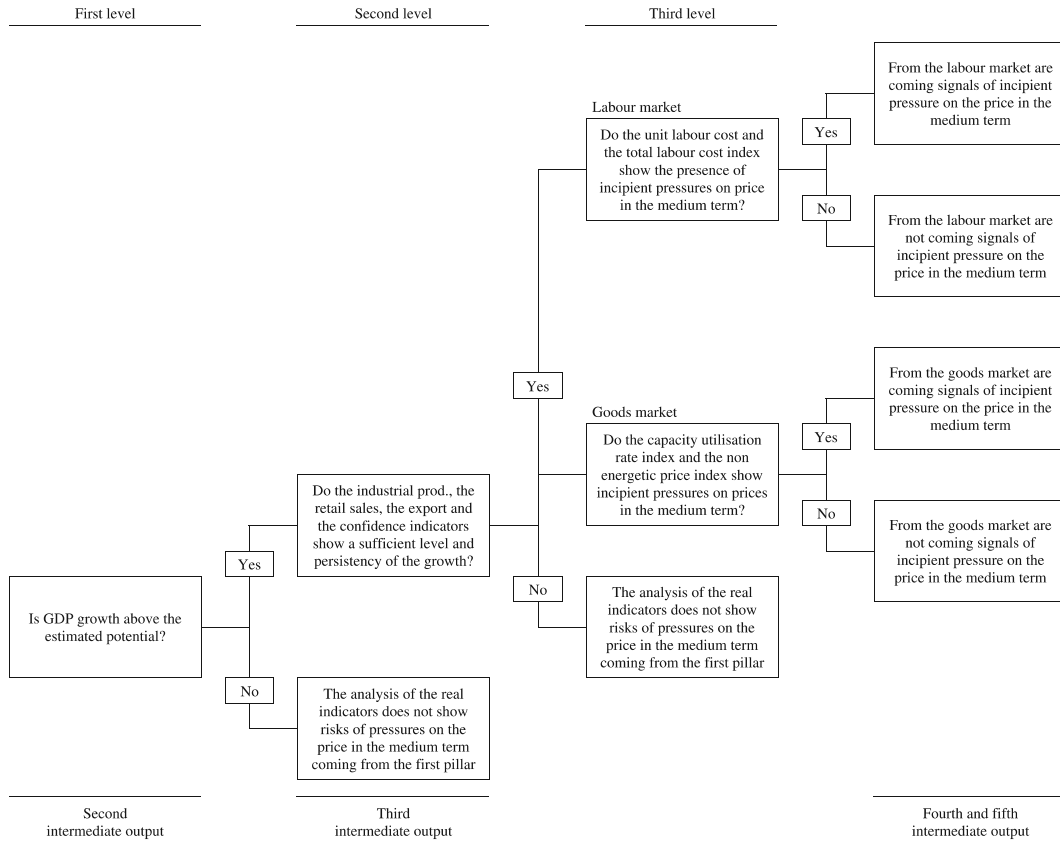 First level
Second level
Third level
From the labour market are
coming signals of incipient
pressure on the price in the
medium term
Labour market
Yes
Do the unit labour cost and
the total labour cost index
show the presence of
incipient pressures on price
in the medium term?
No
From the labour market are
not coming signals of
incipient pressure on the
price in the medium term
Yes
From the goods market are
coming signals of incipient
pressure on the price in the
medium term
Goods market
Yes
Do the capacity utilisation
rate index and the non
energetic price index show
incipient pressures on prices
in the medium term?
No
From the goods market are
not coming signals of
incipient pressure on the
price in the medium term
Do the industrial prod., the
retail sales, the export and
the confidence indicators
show a sufficient level and
persistency of the growth?
Yes
No
The analysis of the real
indicators does not show
risks of pressures on the
price in the medium term
coming from the first pillar
Is GDP growth above the
estimated potential?
No
The analysis of the real
indicators does not show
risks of pressures on the
price in the medium term
coming from the first pillar
Second
intermediate output
Third
intermediate output
Fourth and fifth
intermediate output